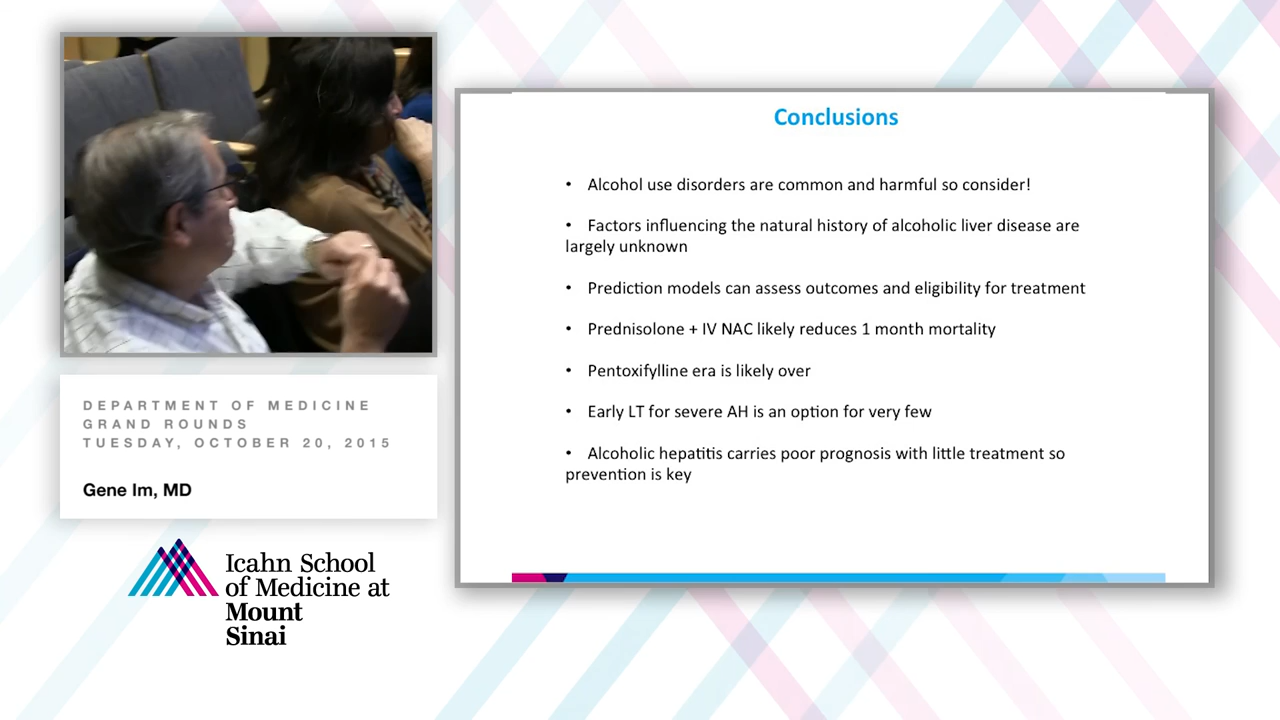 Conclusions
• Alcohol use disorders are common and harmful so consider!
• Factors influencing the natural history of alcoholic liver disease are
largely unknown
• Prediction models can assess outcomes and eligibility for treatment
• Prednisolone + IV NAC likely reduces 1 month mortality
• Pentoxifylline era is likely over
• Early LT for severe AH is an option for very few
• Alcoholic hepatitis carries poor prognosis with little treatment so
prevention is key
DEPARTMENT OF MEDICINE
GRAND ROUNDS
TUESDAY, OCTOBER 20, 2015
Gene Im, MD
Icahn School
of Medicine at
Mount
Sinai